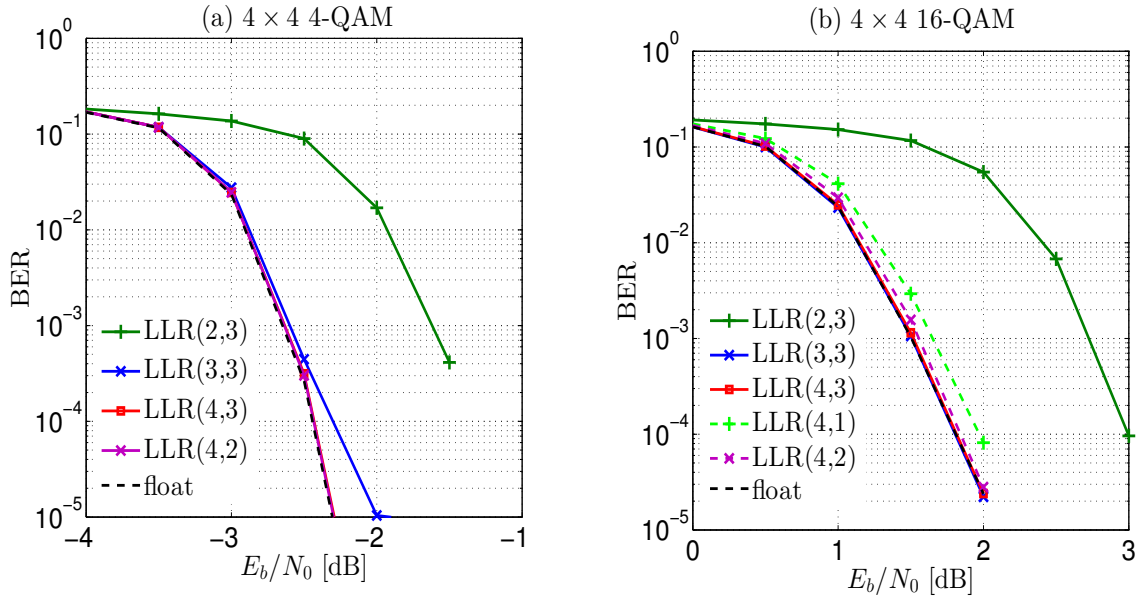 (a) 4 × 4 4-QAM
10^0
10^-1
10^-2
10^-3
10^-4
10^-5
BER
LLR(2,3)
LLR(3,3)
LLR(4,3)
LLR(4,2)
float
−4
−3
−2
−1
E_b/N_0 [dB]
(b) 4 × 4 16-QAM
10^0
10^-1
10^-2
10^-3
10^-4
10^-5
BER
LLR(2,3)
LLR(3,3)
LLR(4,3)
LLR(4,1)
LLR(4,2)
float
0
1
2
3
E_b/N_0 [dB]